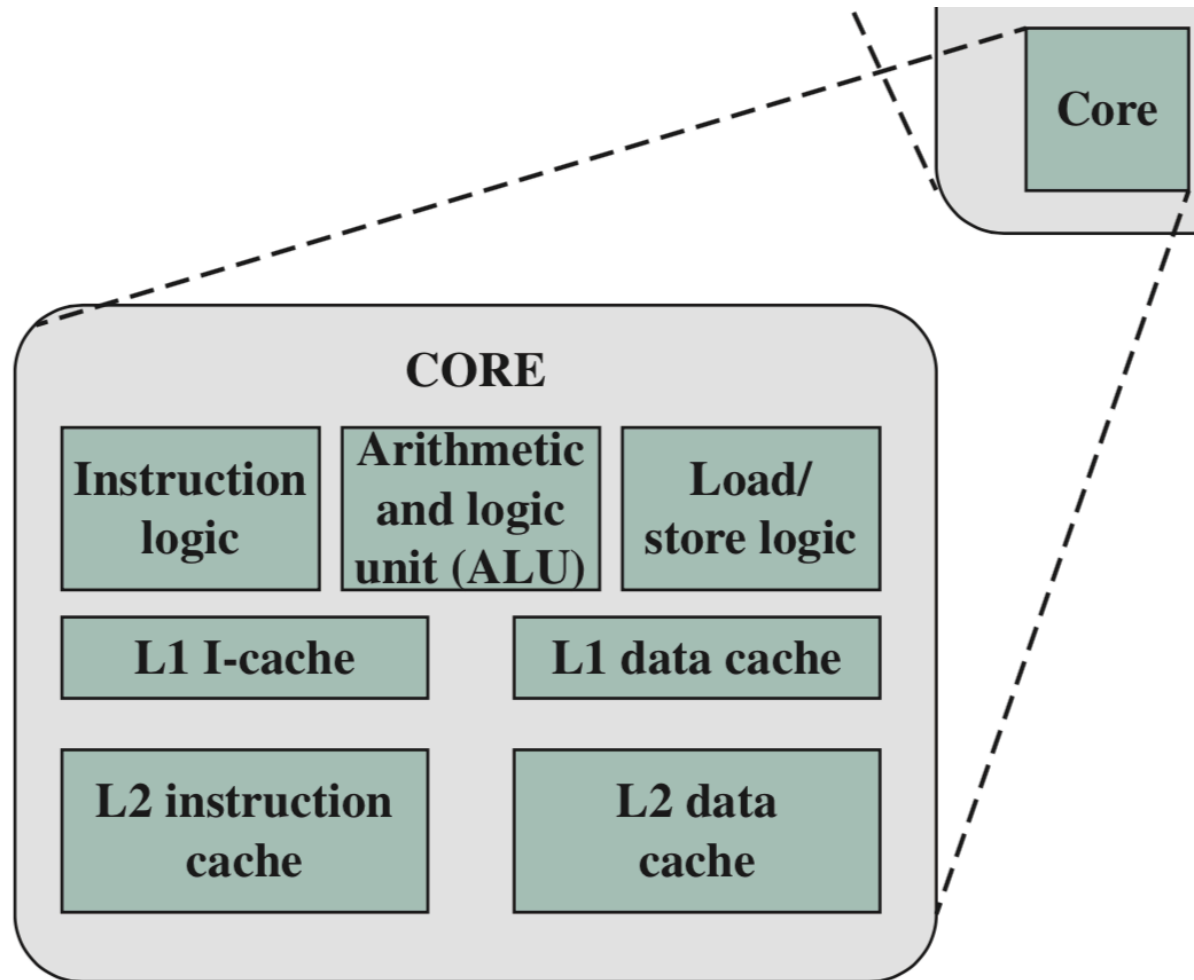 Core
CORE
Instruction
logic
Arithmetic
and logic
unit (ALU)
Load/
store logic
L1 I-cache
L1 data cache
L2 instruction
cache
L2 data
cache